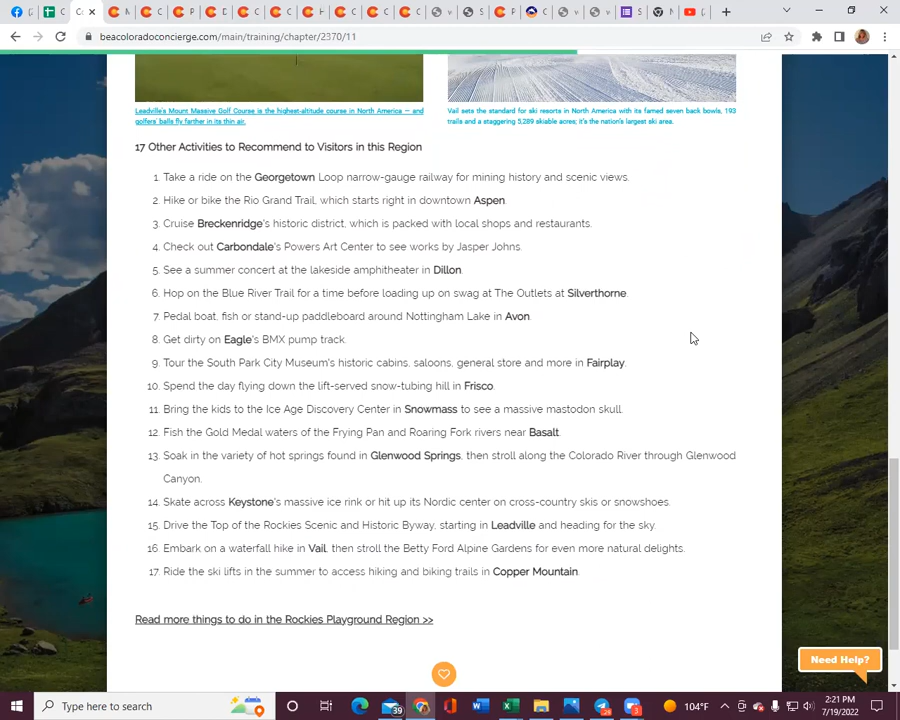 beacoloradoconcierge.com/main/training/chapter/2370/11
Leadville's Mount Massive Golf Course is the highest-altitude course in North America — and
golfers' balls fly farther in its thin air.
Vail sets the standard for ski resorts in North America with its famed seven back bowls, 193
trails and a staggering 5,289 skiable acres; it's the nation's largest ski area.
17 Other Activities to Recommend to Visitors in this Region
1. Take a ride on the Georgetown Loop narrow-gauge railway for mining history and scenic views.
2. Hike or bike the Rio Grand Trail, which starts right in downtown Aspen.
3. Cruise Breckenridge's historic district, which is packed with local shops and restaurants.
4. Check out Carbondale's Powers Art Center to see works by Jasper Johns.
5. See a summer concert at the lakeside amphitheater in Dillon.
6. Hop on the Blue River Trail for a time before loading up on swag at The Outlets at Silverthorne.
7. Pedal boat, fish or stand-up paddleboard around Nottingham Lake in Avon.
8. Get dirty on Eagle's BMX pump track.
9. Tour the South Park City Museum's historic cabins, saloons, general store and more in Fairplay.
10. Spend the day flying down the lift-served snow-tubing hill in Frisco.
11. Bring the kids to the Ice Age Discovery Center in Snowmass to see a massive mastodon skull.
12. Fish the Gold Medal waters of the Frying Pan and Roaring Fork rivers near Basalt.
13. Soak in the variety of hot springs found in Glenwood Springs, then stroll along the Colorado River through Glenwood
Canyon.
14. Skate across Keystone's massive ice rink or hit up its Nordic center on cross-country skis or snowshoes.
15. Drive the Top of the Rockies Scenic and Historic Byway, starting in Leadville and heading for the sky.
16. Embark on a waterfall hike in Vail, then stroll the Betty Ford Alpine Gardens for even more natural delights.
17. Ride the ski lifts in the summer to access hiking and biking trails in Copper Mountain.
Read more things to do in the Rockies Playground Region >>
Need Help?
Type here to search
39
104°F
2:21 PM
7/19/2022